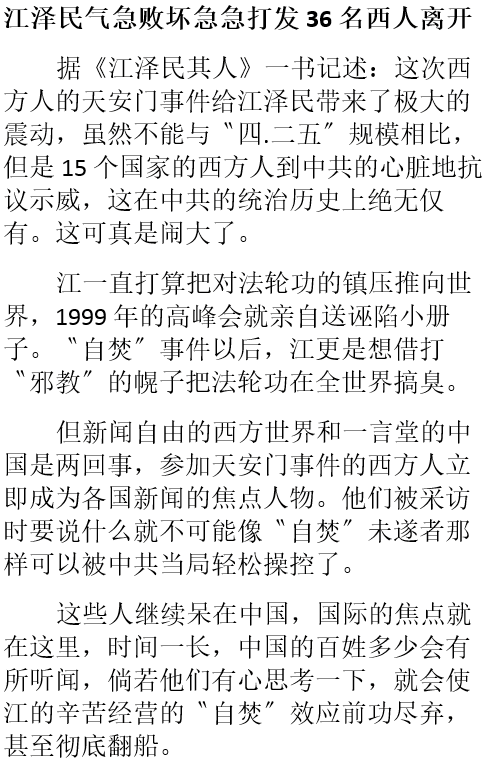 江泽民气急败坏急急打发 36 名西人离开
据《江泽民其人》一书记述：这次西
方人的天安门事件给江泽民带来了极大的
震动，虽然不能与〝四.二五〞规模相比，
但是 15 个国家的西方人到中共的心脏地抗
议示威，这在中共的统治历史上绝无仅
有。这可真是闹大了。
江一直打算把对法轮功的镇压推向世
界，1999 年的高峰会就亲自送诬陷小册
子。〝自焚〞事件以后，江更是想借打
〝邪教〞的幌子把法轮功在全世界搞臭。
但新闻自由的西方世界和一言堂的中
国是两回事，参加天安门事件的西方人立
即成为各国新闻的焦点人物。他们被采访
时要说什么就不可能像〝自焚〞未遂者那
样可以被中共当局轻松操控了。
这些人继续呆在中国，国际的焦点就
在这里，时间一长，中国的百姓多少会有
所听闻，倘若他们有心思考一下，就会使
江的辛苦经营的〝自焚〞效应前功尽弃，
甚至彻底翻船。